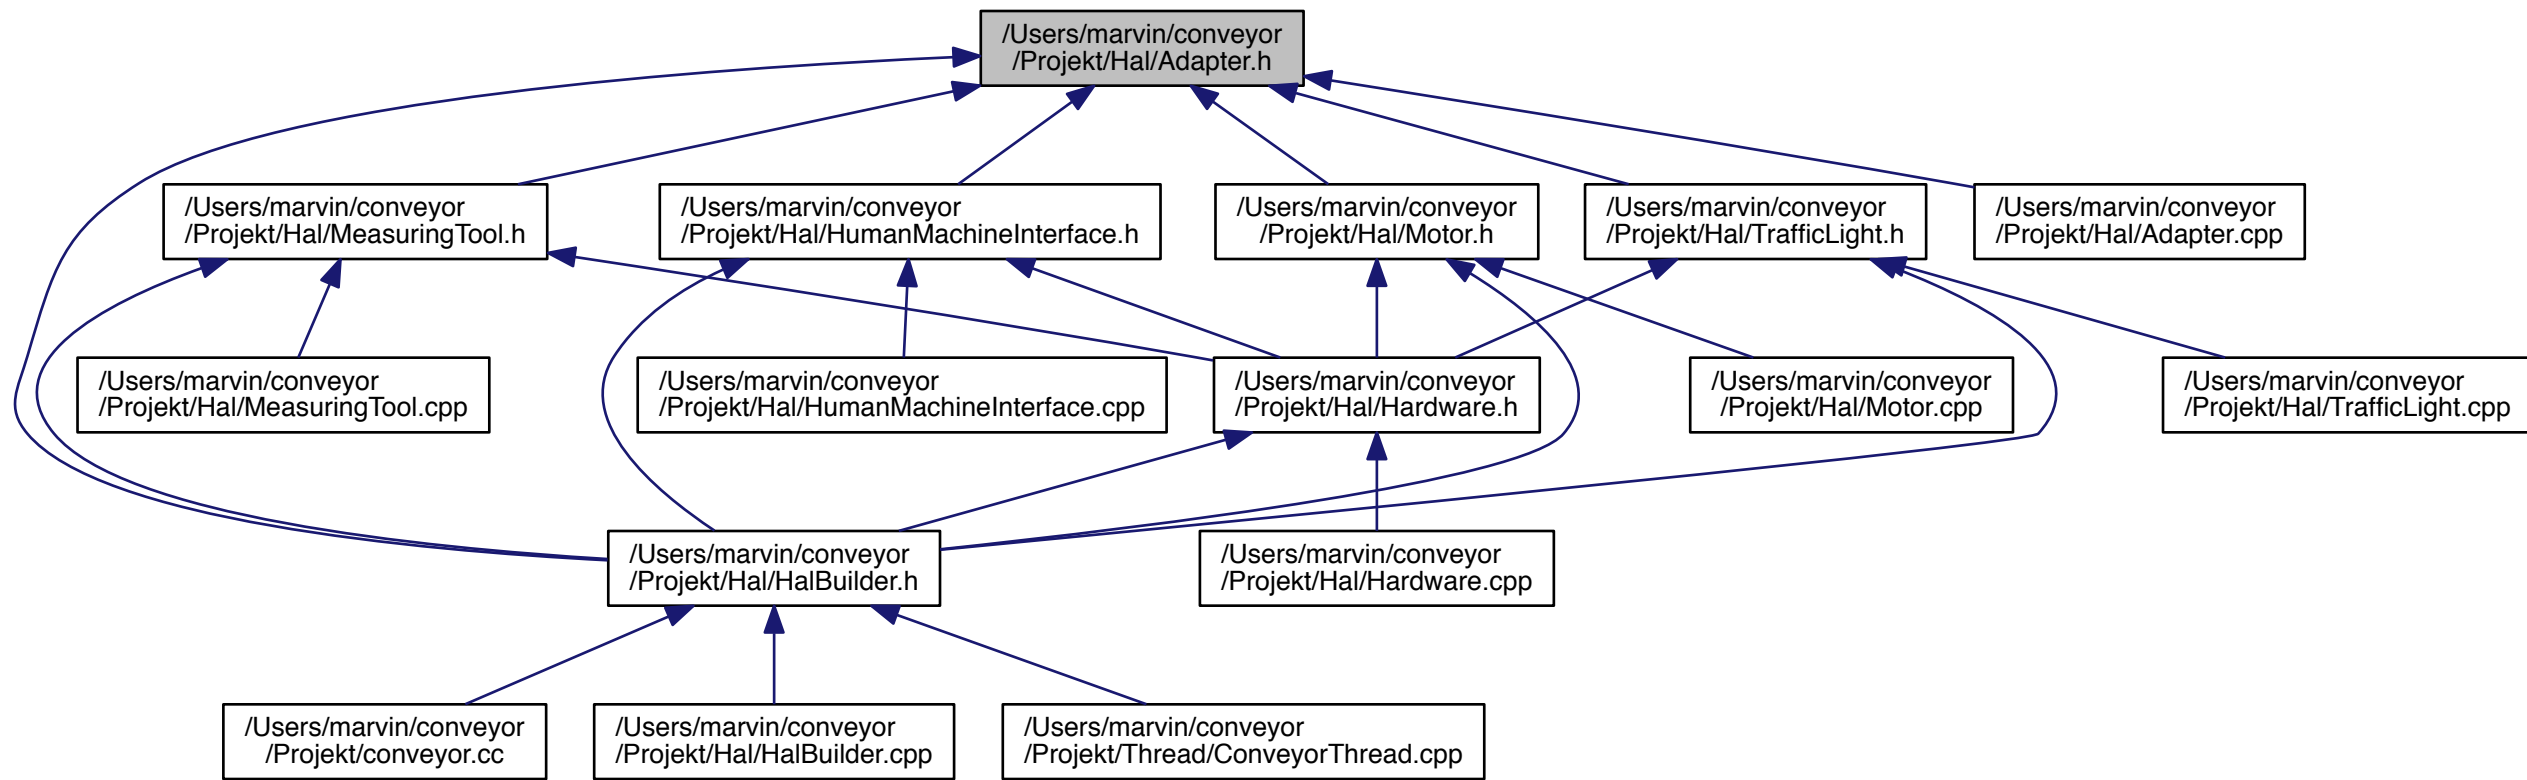 /Users/marvin/conveyor
/Projekt/Hal/Adapter.h
/Users/marvin/conveyor
/Projekt/Hal/MeasuringTool.h
/Users/marvin/conveyor
/Projekt/Hal/HumanMachineInterface.h
/Users/marvin/conveyor
/Projekt/Hal/Motor.h
/Users/marvin/conveyor
/Projekt/Hal/TrafficLight.h
/Users/marvin/conveyor
/Projekt/Hal/Adapter.cpp
/Users/marvin/conveyor
/Projekt/Hal/MeasuringTool.cpp
/Users/marvin/conveyor
/Projekt/Hal/HumanMachineInterface.cpp
/Users/marvin/conveyor
/Projekt/Hal/Hardware.h
/Users/marvin/conveyor
/Projekt/Hal/Motor.cpp
/Users/marvin/conveyor
/Projekt/Hal/TrafficLight.cpp
/Users/marvin/conveyor
/Projekt/Hal/HalBuilder.h
/Users/marvin/conveyor
/Projekt/Hal/Hardware.cpp
/Users/marvin/conveyor
/Projekt/conveyor.cc
/Users/marvin/conveyor
/Projekt/Hal/HalBuilder.cpp
/Users/marvin/conveyor
/Projekt/Thread/ConveyorThread.cpp